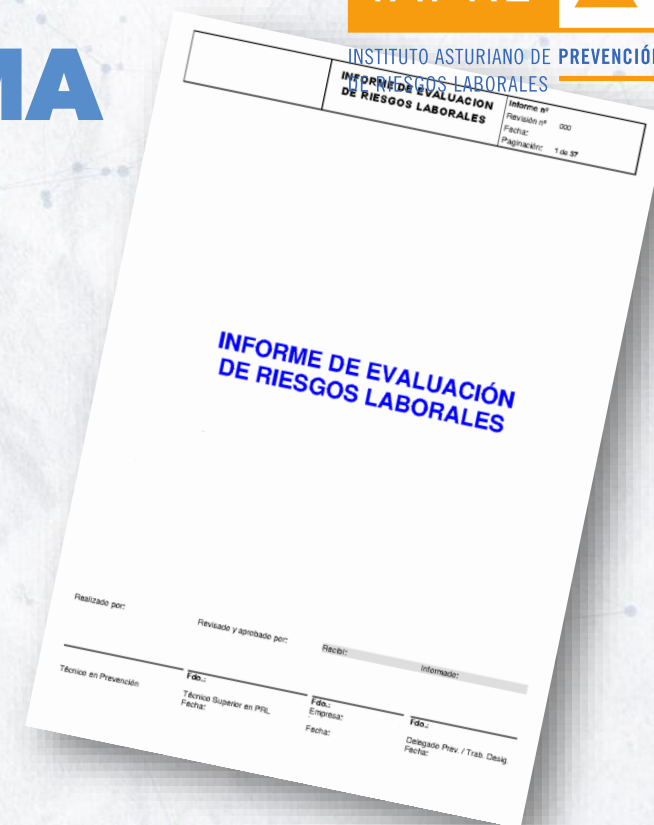 MA
INSTITUTO ASTURIANO DE PREVENCIÓN
DE RIESGOS LABORALES
INFORME DE EVALUACION
DE RIESGOS LABORALES
Informe nº
Revisión nº 000
Fecha:
Paginación: 1 de 37
INFORME DE EVALUACIÓN
DE RIESGOS LABORALES
Realizado por:
Revisado y aprobado por:
Recibí:
Informado:
Técnico en Prevención
Fdo.:
Técnico Superior en PRL
Fecha:
Fdo.:
Empresa:
Fecha:
Fdo.:
Delegado Prev. / Trab. Desig.
Fecha: